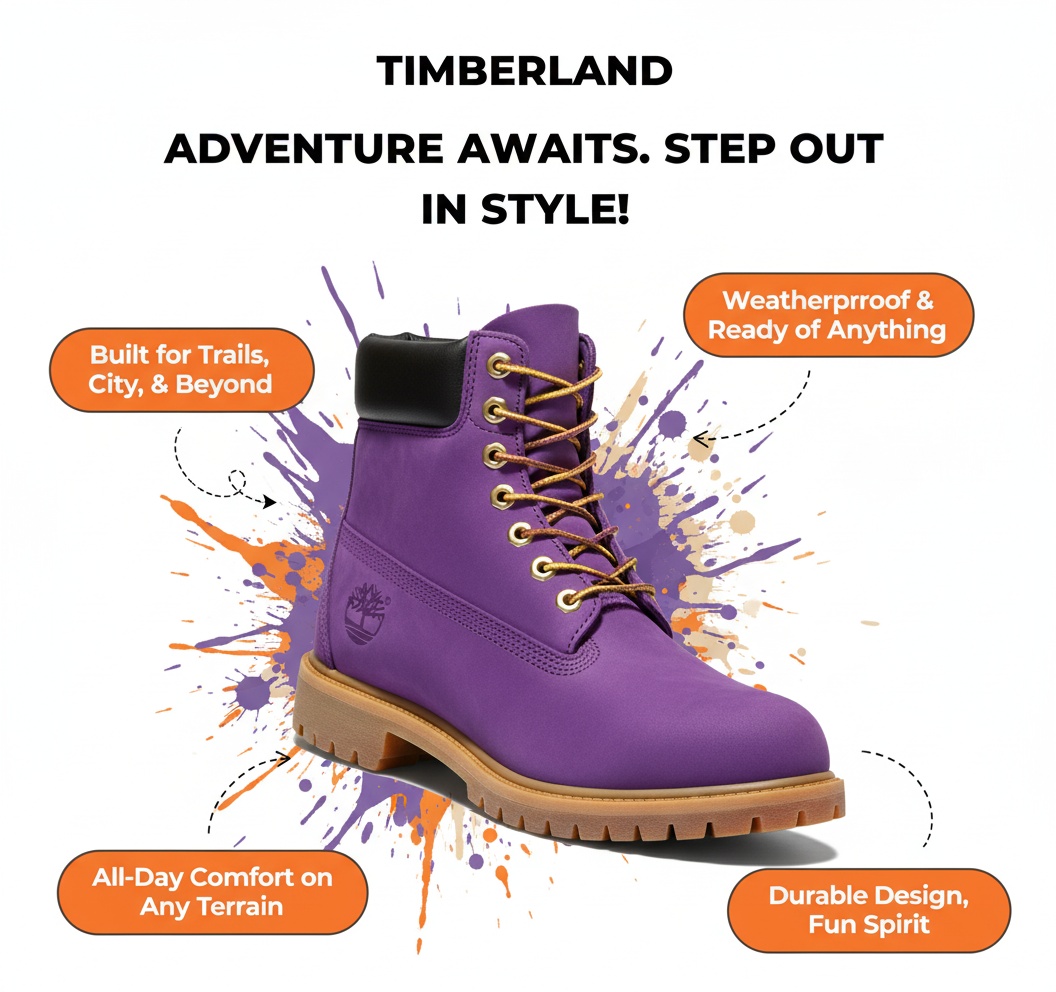 TIMBERLAND
ADVENTURE AWAITS. STEP OUT
IN STYLE!
Weatherprroof &
Ready of Anything
Built for Trails,
City, & Beyond
All-Day Comfort on
Any Terrain
Durable Design,
Fun Spirit